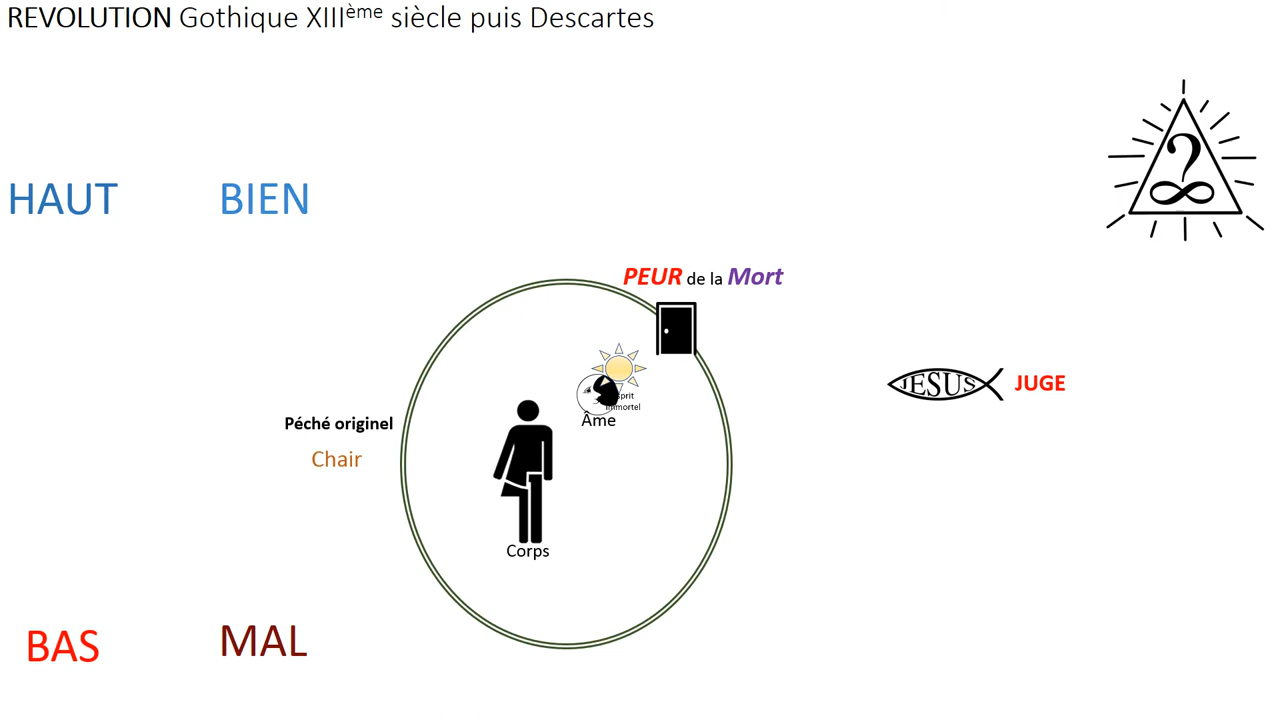 REVOLUTION Gothique XIIIème siècle puis Descartes
?
∞
HAUT BIEN
PEUR de la Mort
JESUS JUGE
Esprit
immortel
Âme
Péché originel
Chair
Corps
BAS MAL